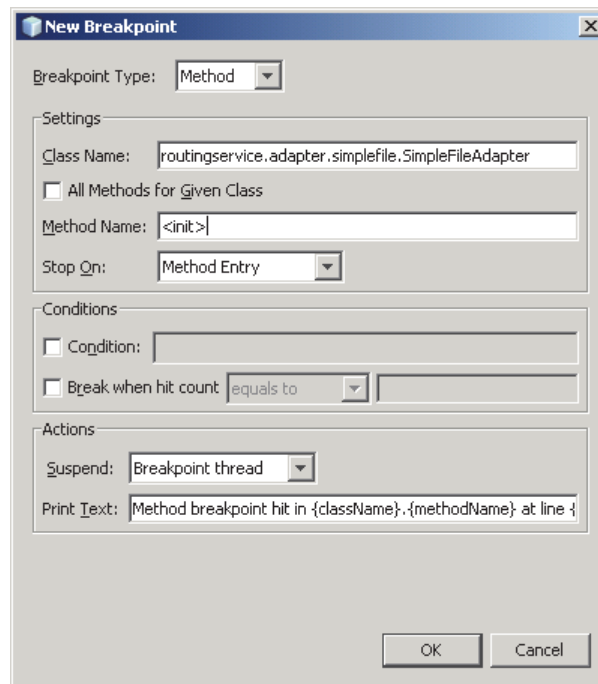 New Breakpoint
Breakpoint Type: Method
Settings
Class Name: routingservice.adapter.simplefile.SimpleFileAdapter
All Methods for Given Class
Method Name: <init>
Stop On: Method Entry
Conditions
Condition:
Break when hit count equals to
Actions
Suspend: Breakpoint thread
Print Text: Method breakpoint hit in {className}.{methodName} at line {
OK Cancel